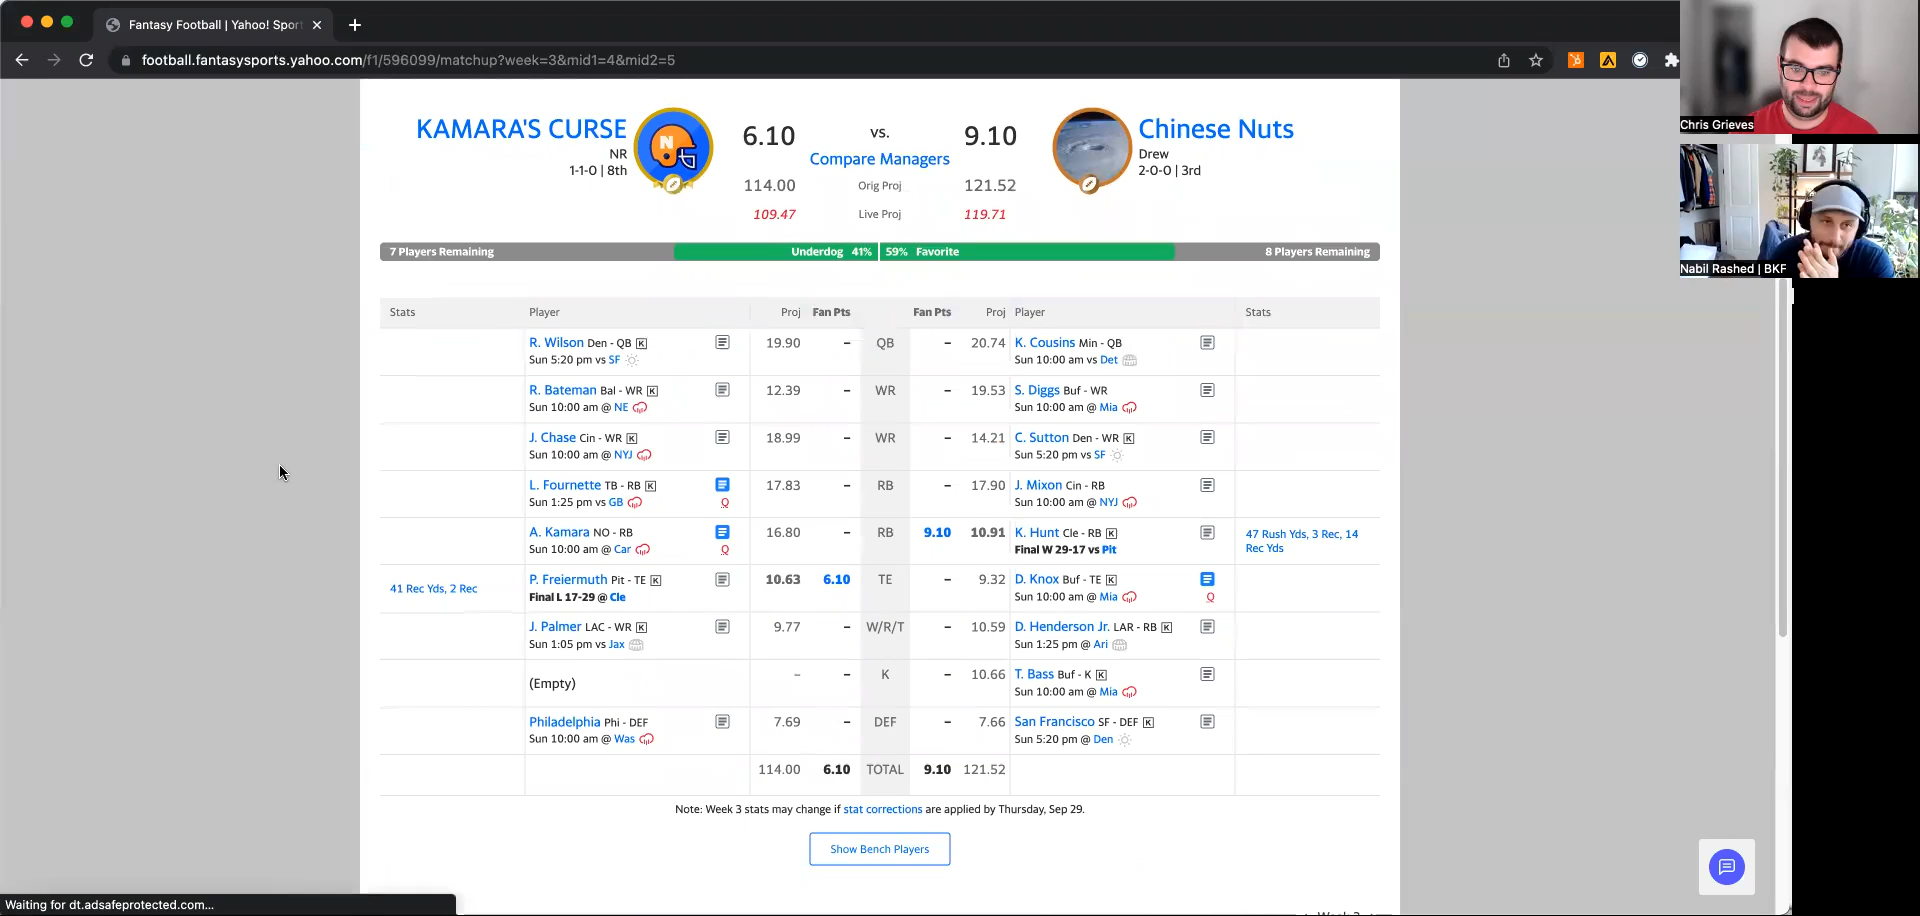 Fantasy Football | Yahoo! Spor
football.fantasysports.yahoo.com/f1/596099/matchup?week=3&mid1=4&mid2=5
Chris Grieves
Nabil Rashed | BKF
KAMARA'S CURSE
NR
1-1-0 | 8th
N
6.10 vs. 9.10
Compare Managers
114.00 Orig Proj 121.52
109.47 Live Proj 119.71
Chinese Nuts
Drew
2-0-0 | 3rd
7 Players Remaining Underdog 41% 59% Favorite 8 Players Remaining
Stats Player Proj Fan Pts Fan Pts Proj Player Stats
R. Wilson Den - QB K 19.90 – QB – 20.74 K. Cousins Min - QB
Sun 5:20 pm vs SF Sun 10:00 am vs Det
R. Bateman Bal - WR K 12.39 – WR – 19.53 S. Diggs Buf - WR
Sun 10:00 am @ NE Sun 10:00 am @ Mia
J. Chase Cin - WR K 18.99 – WR – 14.21 C. Sutton Den - WR K
Sun 10:00 am @ NYJ Sun 5:20 pm vs SF
L. Fournette TB - RB K 17.83 – RB – 17.90 J. Mixon Cin - RB
Sun 1:25 pm vs GB Q Sun 10:00 am @ NYJ
A. Kamara NO - RB 16.80 – RB 9.10 10.91 K. Hunt Cle - RB K 47 Rush Yds, 3 Rec, 14
Sun 10:00 am @ Car Q Final W 29-17 vs Pit Rec Yds
41 Rec Yds, 2 Rec P. Freiermuth Pit - TE K 10.63 6.10 TE – 9.32 D. Knox Buf - TE K
Final L 17-29 @ Cle Sun 10:00 am @ Mia Q
J. Palmer LAC - WR K 9.77 – W/R/T – 10.59 D. Henderson Jr. LAR - RB K
Sun 1:05 pm vs Jax Sun 1:25 pm @ Ari
(Empty) – – K – 10.66 T. Bass Buf - K K
Sun 10:00 am @ Mia
Philadelphia Phi - DEF 7.69 – DEF – 7.66 San Francisco SF - DEF K
Sun 10:00 am @ Was Sun 5:20 pm @ Den
114.00 6.10 TOTAL 9.10 121.52
Note: Week 3 stats may change if stat corrections are applied by Thursday, Sep 29.
Show Bench Players
Waiting for dt.adsafeprotected.com...